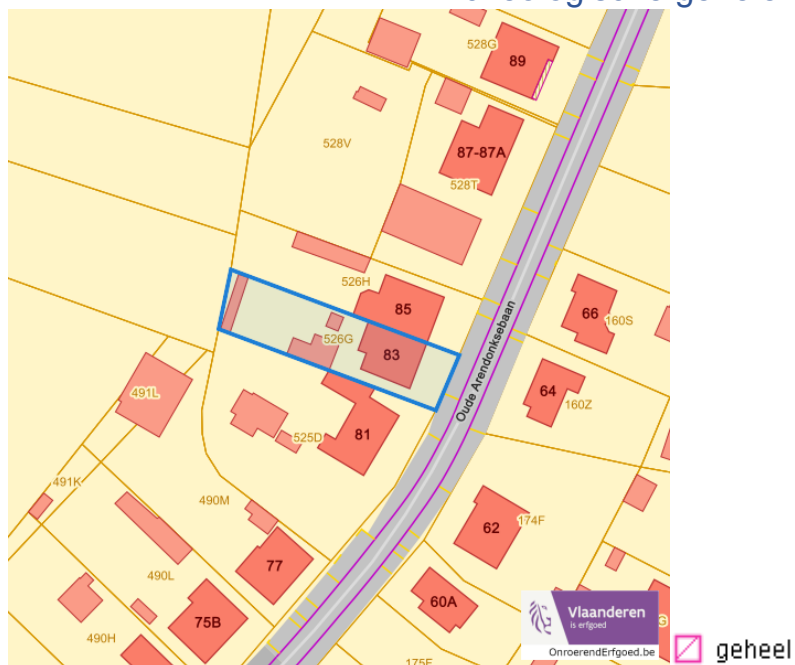 528G
89
528V
87-87A
528T
526H
85
66
160S
526G
83
Oude Arendonksebaan
64
160Z
491L
81
525D
491K
490M
62
174F
77
490L
60A
75B
490H
175F
Vlaanderen
is erfgoed
OnroerendErfgoed.be
geheel